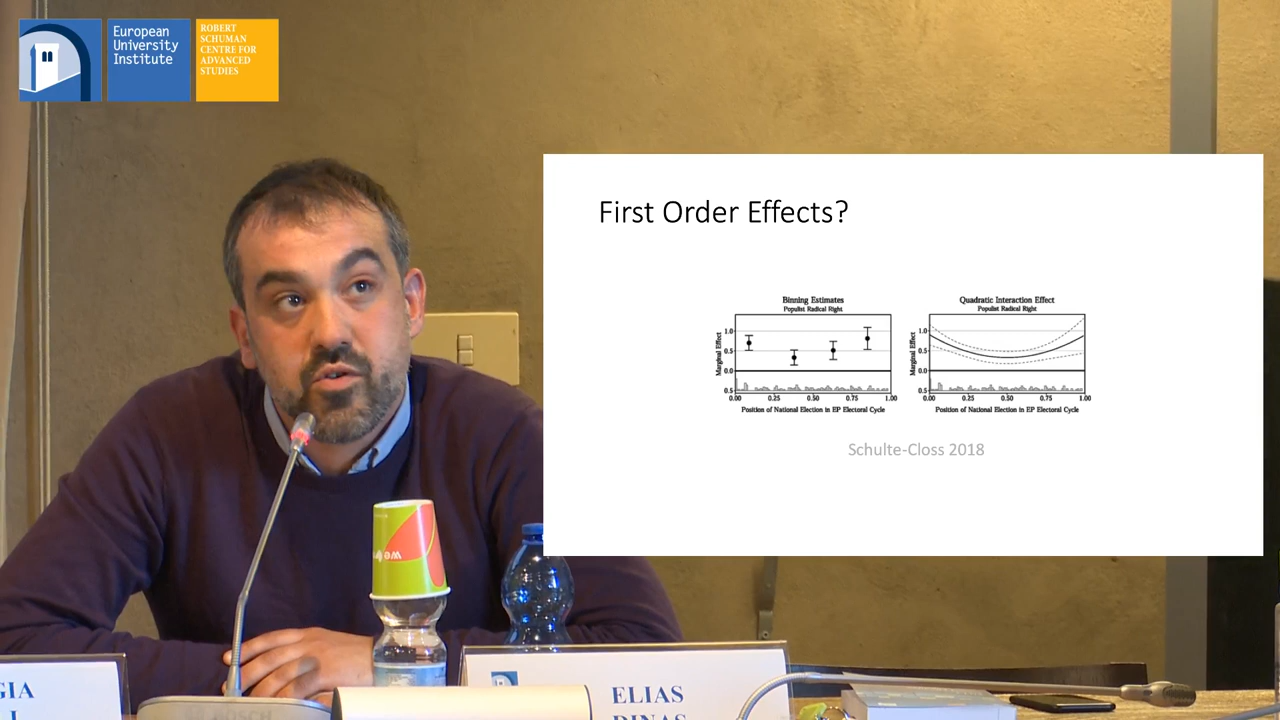 European
University
Institute
ROBERT
SCHUMAN
CENTRE FOR
ADVANCED
STUDIES
First Order Effects?
Binning Estimates
Populist Radical Right
Marginal Effect
1.0
0.5
0.0
0.5
0.00 0.25 0.50 0.75 1.00
Position of National Election in EP Electoral Cycle
Quadratic Interaction Effect
Populist Radical Right
Marginal Effect
1.0
0.5
0.0
0.5
0.00 0.25 0.50 0.75 1.00
Position of National Election in EP Electoral Cycle
Schulte-Closs 2018
we
GIA
ELIAS
DINAS
BOSCH